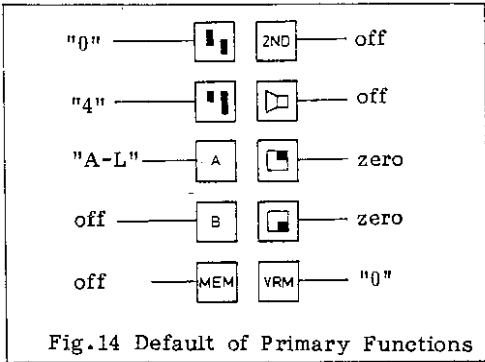 "0" 2ND off
"4" off
"A-L" A zero
off B zero
off MEM VRM "0"
Fig.14 Default of Primary Functions